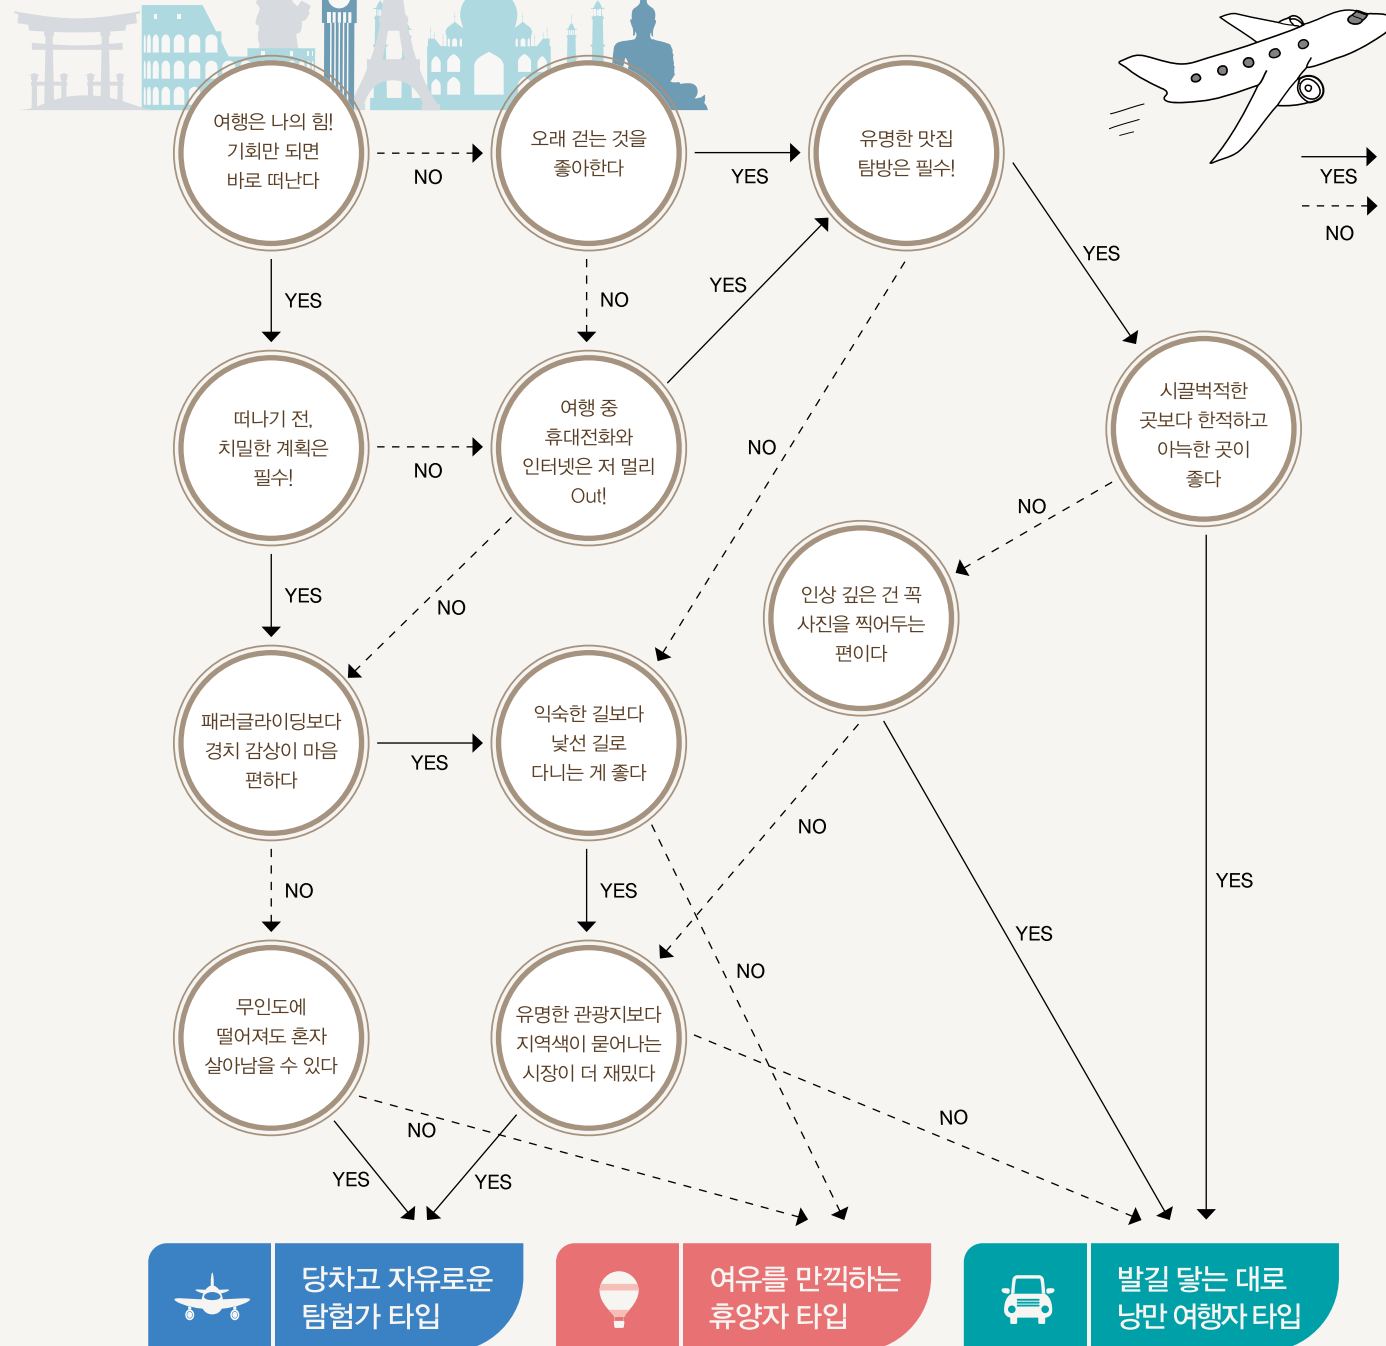 여행은 나의 힘!
기회만 되면
바로 떠난다
NO
오래 걷는 것을
좋아한다
YES
유명한 맛집
탐방은 필수!
YES
NO
YES
YES
NO
YES
떠나기 전,
치밀한 계획은
필수!
NO
여행 중
휴대전화와
인터넷은 저 멀리
Out!
NO
시끌벅적한
곳보다 한적하고
아늑한 곳이
좋다
NO
YES
NO
인상 깊은 건 꼭
사진을 찍어두는
편이다
패러글라이딩보다
경치 감상이 마음
편하다
YES
익숙한 길보다
낯선 길로
다니는 게 좋다
NO
NO
YES
YES
YES
NO
무인도에
떨어져도 혼자
살아남을 수 있다
유명한 관광지보다
지역색이 묻어나는
시장이 더 재밌다
NO
NO
YES
YES
당차고 자유로운
탐험가 타입
여유를 만끽하는
휴양자 타입
발길 닿는 대로
낭만 여행자 타입